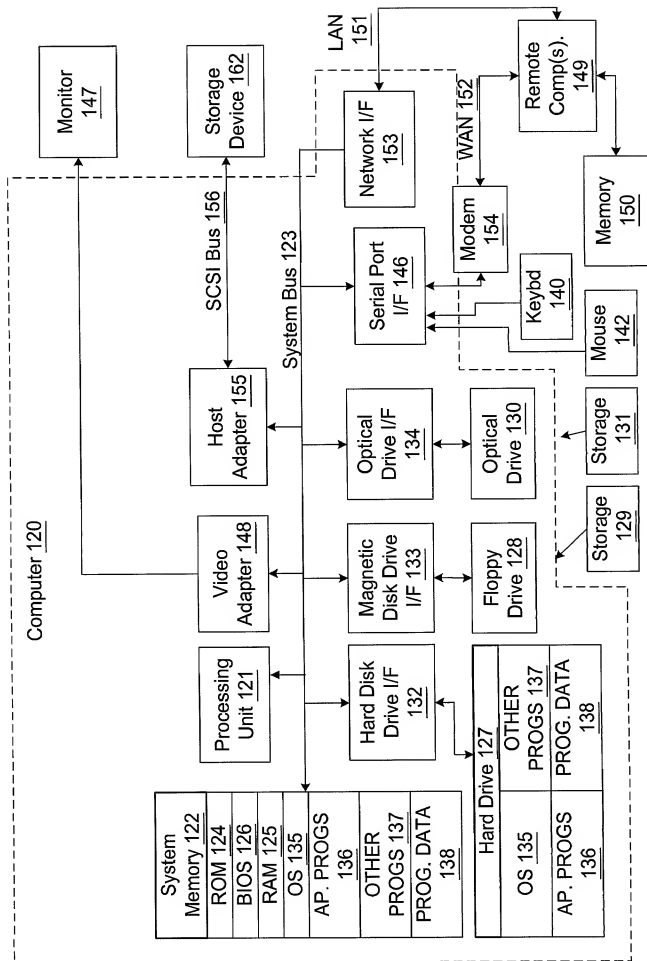 Computer 120
Monitor
147
Storage
Device 162
SCSI Bus 156
System Bus 123
LAN
151
System
Memory 122
ROM 124
BIOS 126
RAM 125
OS 135
AP. PROGS
136
OTHER
PROGS 137
PROG. DATA
138
Processing
Unit 121
Video
Adapter 148
Host
Adapter 155
Hard Disk
Drive I/F
132
Magnetic
Disk Drive
I/F 133
Optical
Drive I/F
134
Serial Port
I/F 146
Network I/F
153
Hard Drive 127
OS 135
OTHER
PROGS 137
AP. PROGS
136
PROG. DATA
138
Floppy
Drive 128
Optical
Drive 130
Modem
154
WAN 152
Keybd
140
Mouse
142
Storage
129
Storage
131
Remote
Comp(s).
149
Memory
150